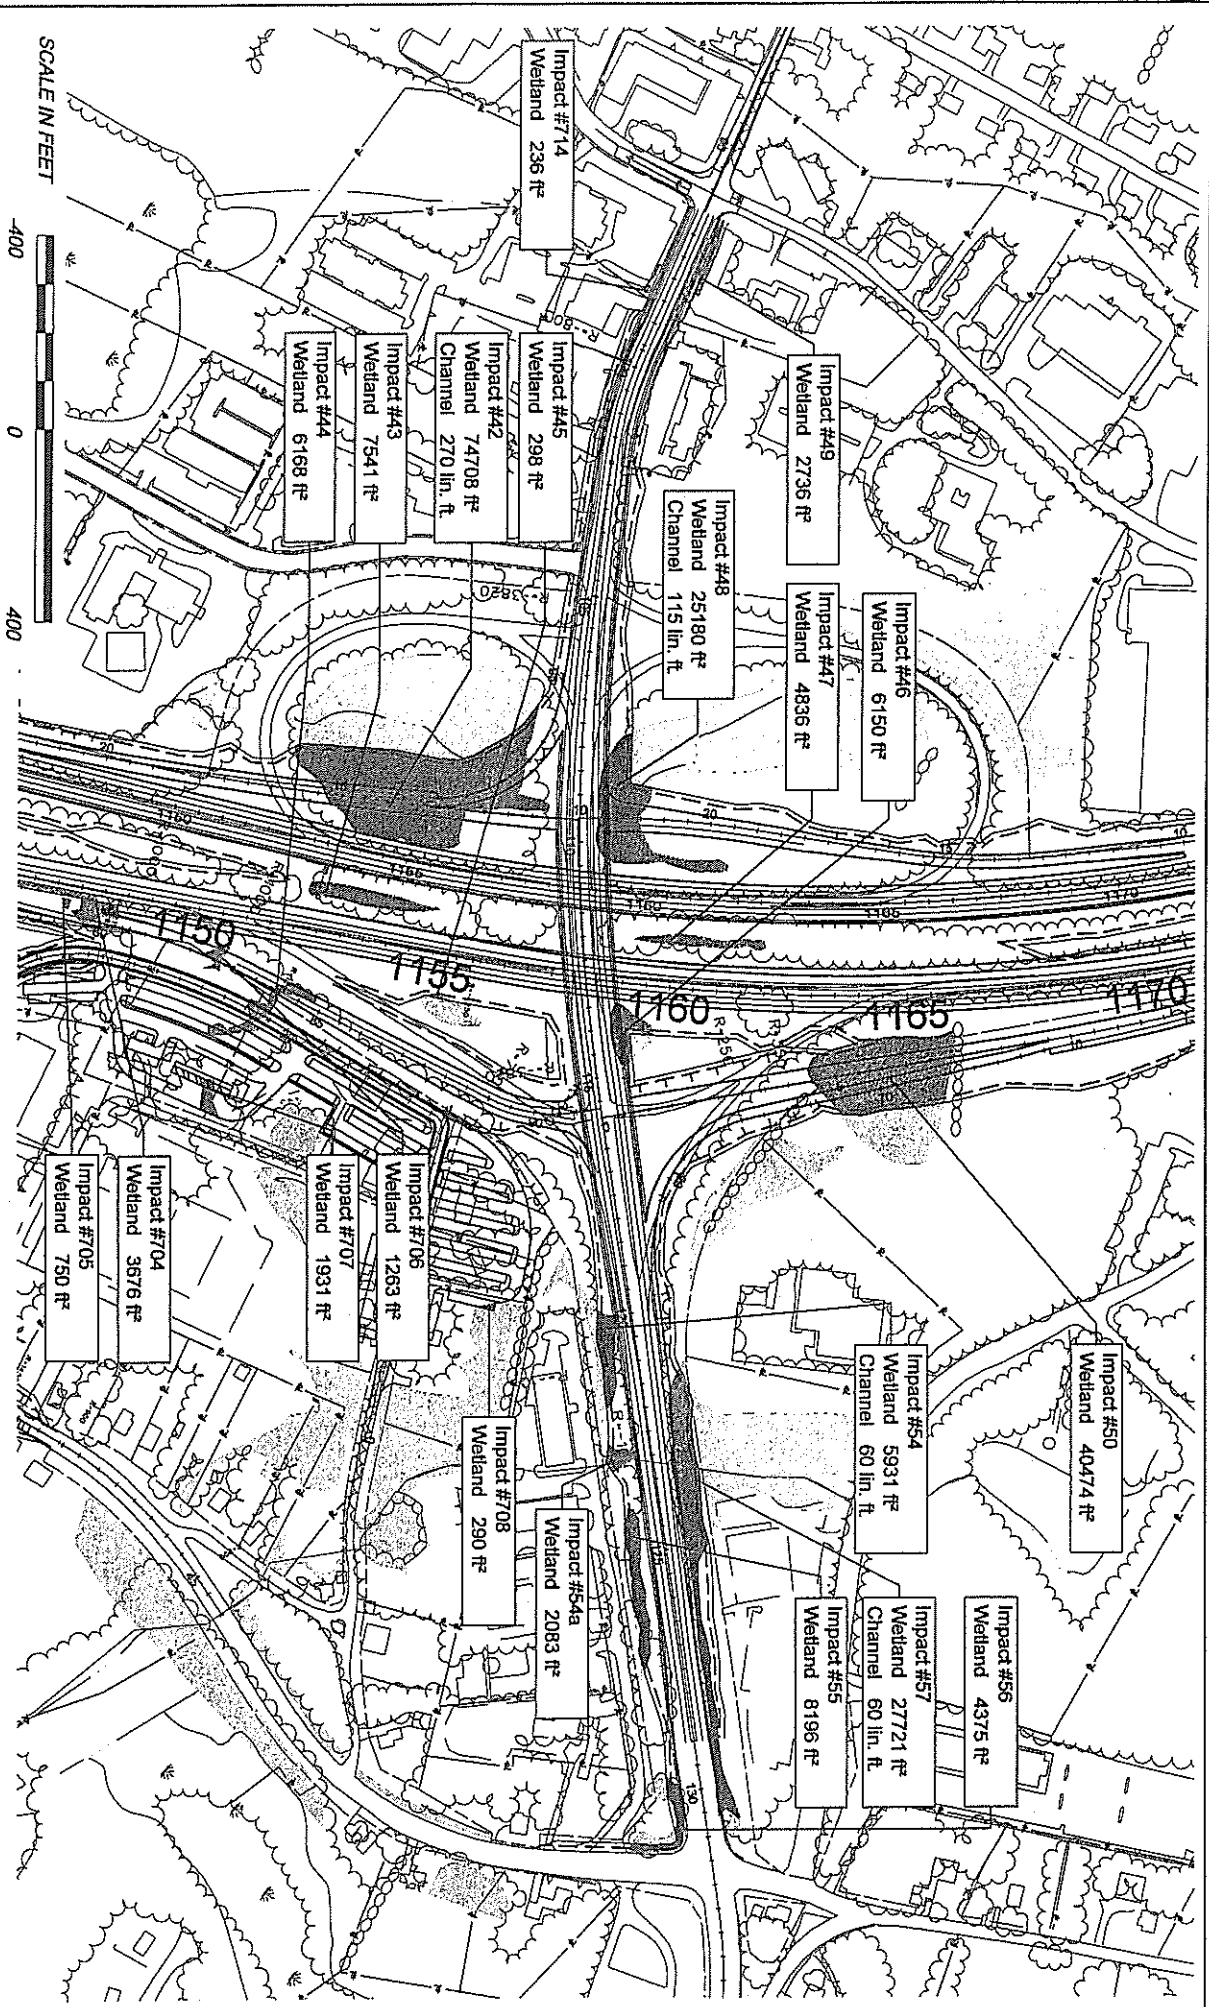 Impact #714
Wetland 236 ft²
Impact #49
Wetland 2736 ft²
Impact #45
Wetland 298 ft²
Impact #42
Wetland 74708 ft²
Channel 270 lin. ft.
Impact #43
Wetland 7541 ft²
Impact #44
Wetland 6168 ft²
Impact #48
Wetland 25180 ft²
Channel 115 lin. ft.
Impact #47
Wetland 4836 ft²
Impact #46
Wetland 6150 ft²
1150
1155
1160
1165
1170
Impact #50
Wetland 40474 ft²
Impact #54
Wetland 5931 ft²
Channel 60 lin. ft.
Impact #56
Wetland 4375 ft²
Impact #57
Wetland 27721 ft²
Channel 60 lin. ft.
Impact #55
Wetland 8196 ft²
Impact #54a
Wetland 2083 ft²
Impact #708
Wetland 290 ft²
Impact #706
Wetland 1263 ft²
Impact #707
Wetland 1931 ft²
Impact #704
Wetland 3676 ft²
Impact #705
Wetland 750 ft²
1160
1165
1160
1165
1170
130
SCALE IN FEET
-400
0
400